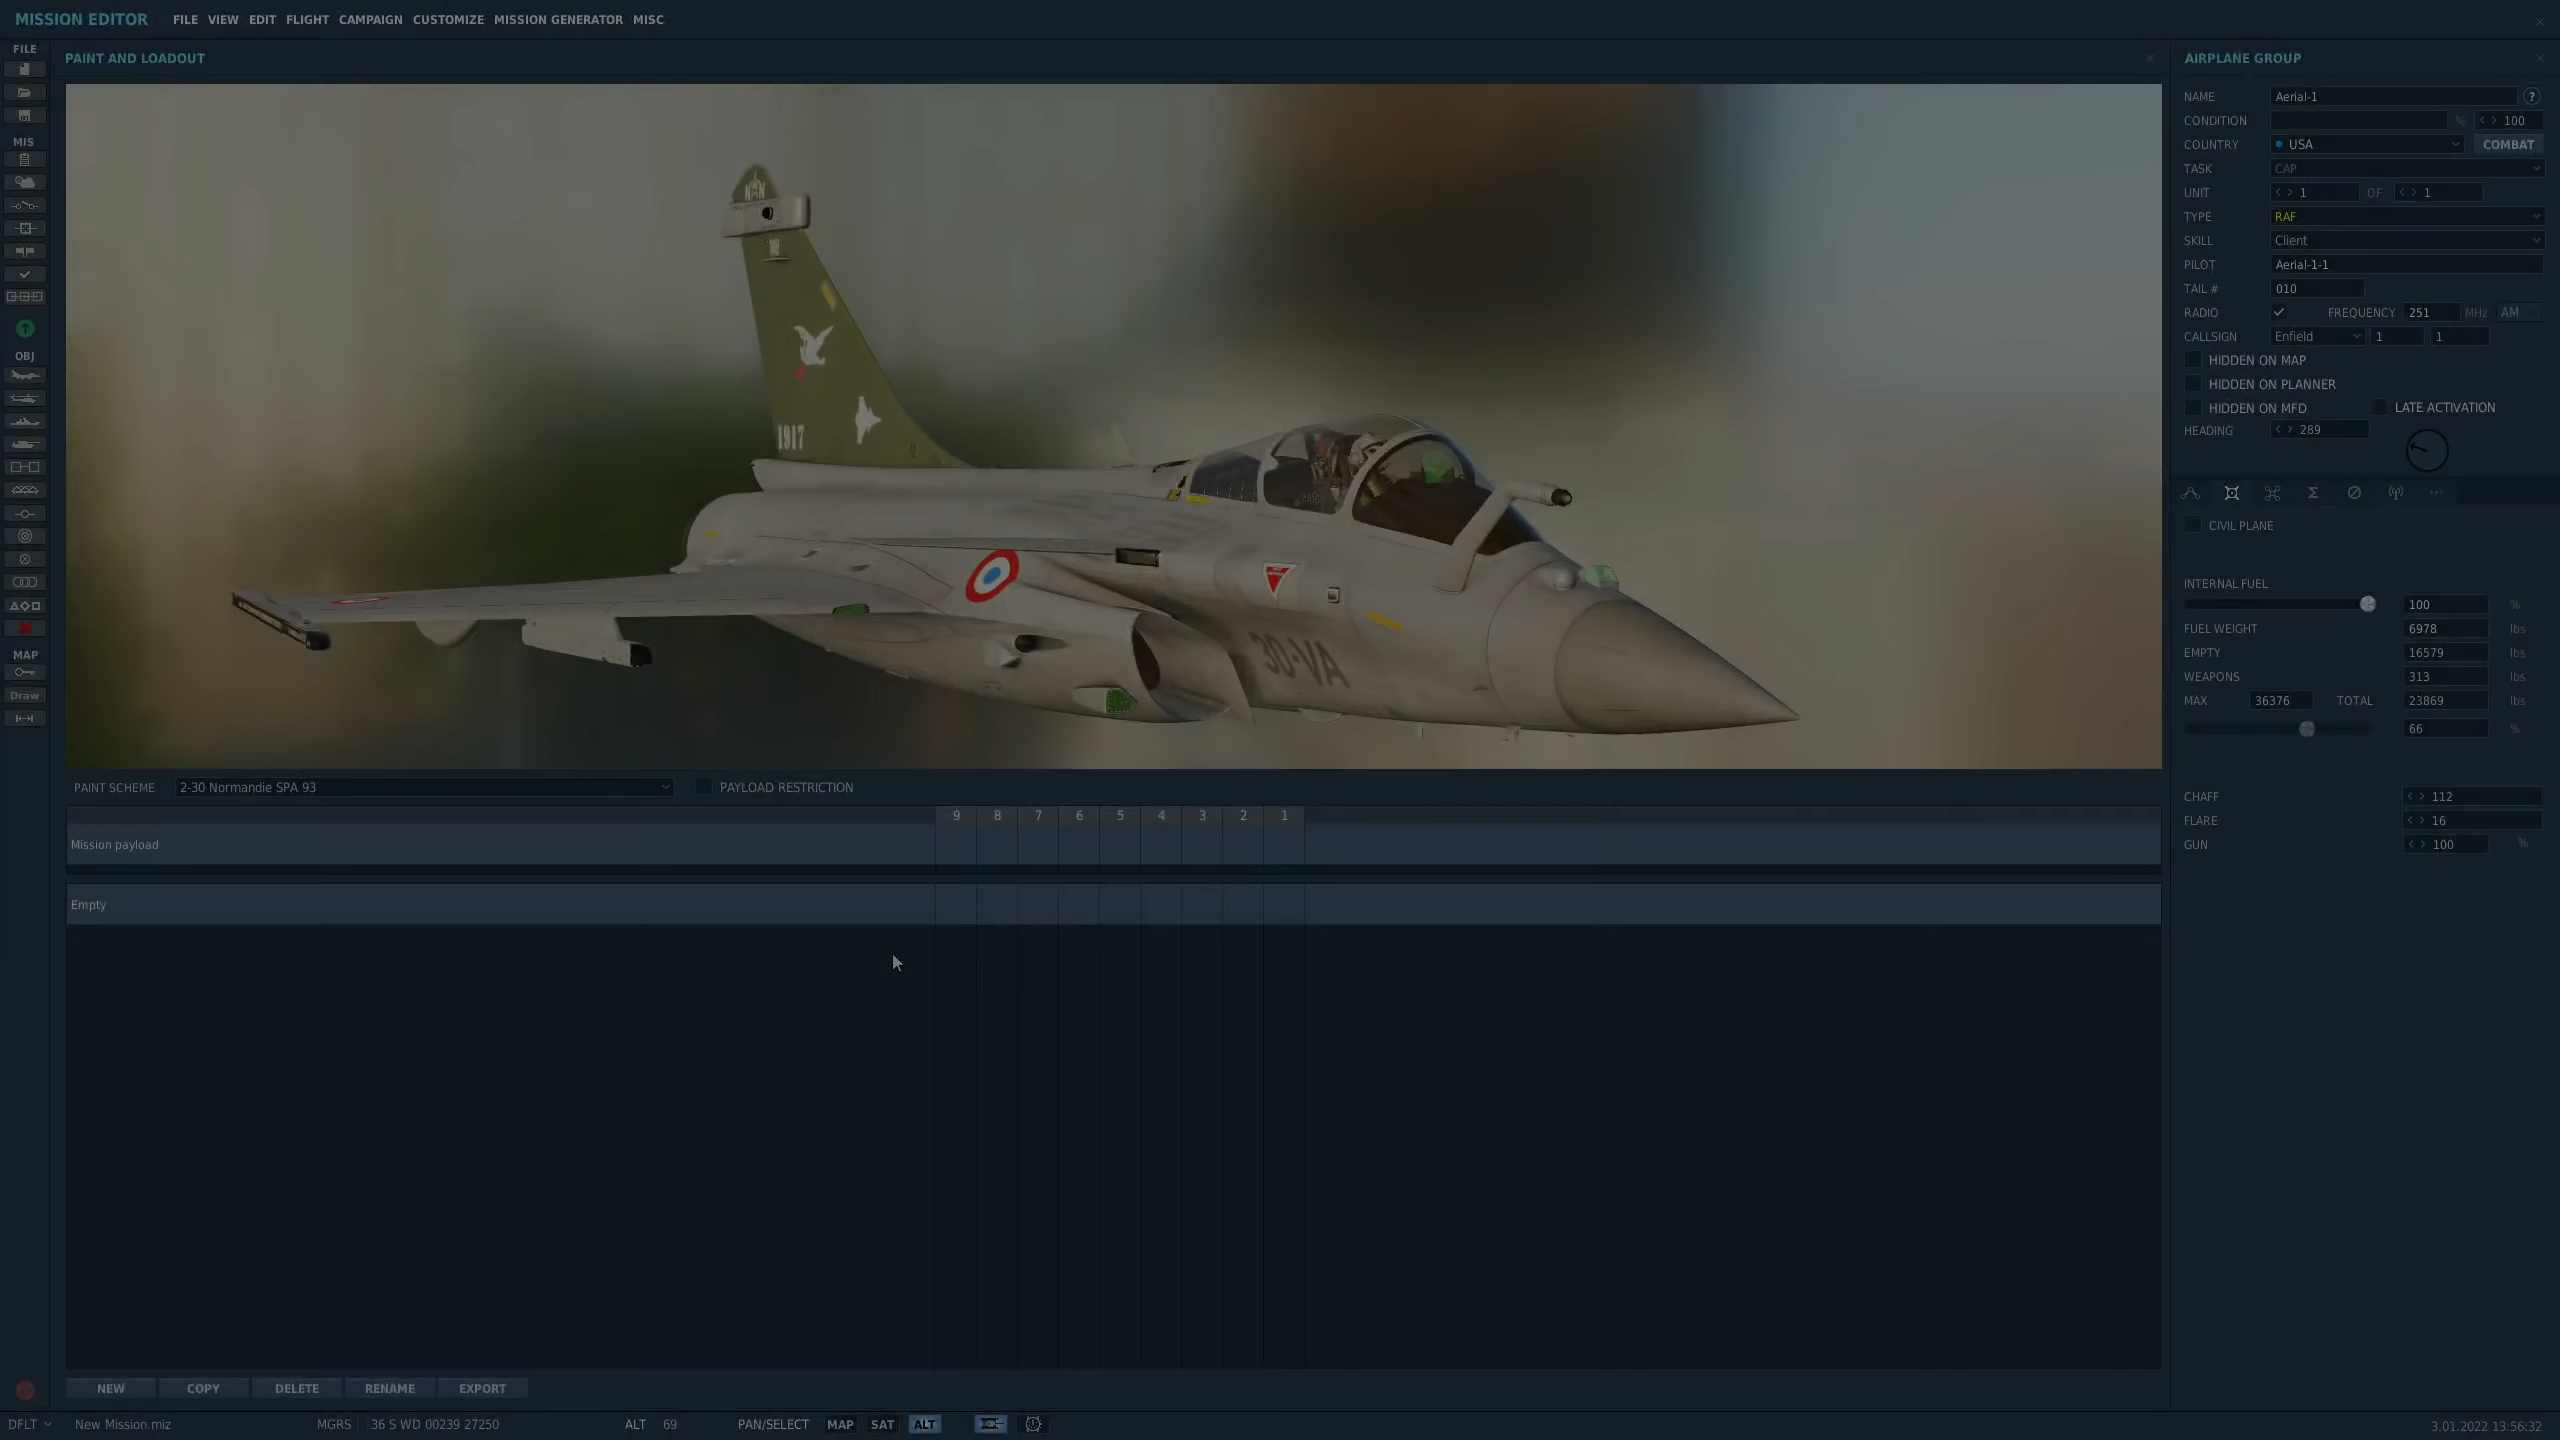 MISSION EDITOR FILE VIEW EDIT FLIGHT CAMPAIGN CUSTOMIZE MISSION GENERATOR MISC
FILE
MIS
OBJ
MAP
Draw
PAINT AND LOADOUT
1917
30-VA
PAINT SCHEME 2-30 Normandie SPA 93 PAYLOAD RESTRICTION
9 8 7 6 5 4 3 2 1
Mission payload
Empty
NEW COPY DELETE RENAME EXPORT
AIRPLANE GROUP
NAME Aerial-1 ?
CONDITION % < > 100
COUNTRY USA COMBAT
TASK CAP
UNIT < > 1 OF < > 1
TYPE RAF
SKILL Client
PILOT Aerial-1-1
TAIL # 010
RADIO FREQUENCY 251 MHz AM
CALLSIGN Enfield 1 1
HIDDEN ON MAP
HIDDEN ON PLANNER
HIDDEN ON MFD LATE ACTIVATION
HEADING < > 289
CIVIL PLANE
INTERNAL FUEL
100 %
FUEL WEIGHT 6978 lbs
EMPTY 16579 lbs
WEAPONS 313 lbs
MAX 36376 TOTAL 23869 lbs
66 %
CHAFF < > 112
FLARE < > 16
GUN < > 100 %
DFLT New Mission.miz MGRS 36 S WD 00239 27250 ALT 69 PAN/SELECT MAP SAT ALT 3.01.2022 13:56:32